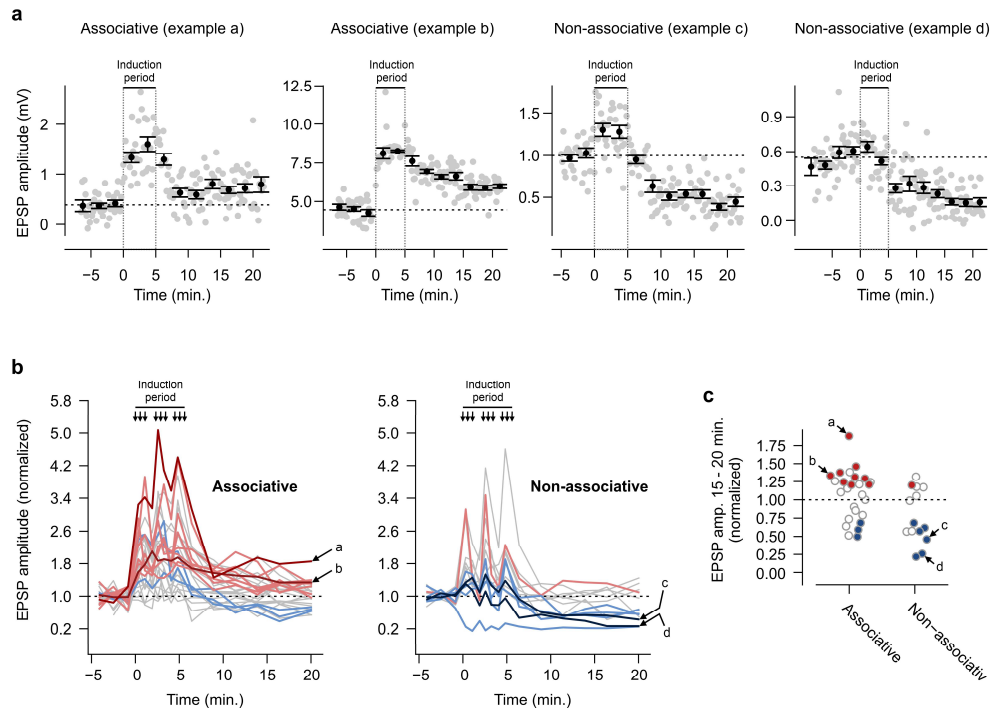 a
Associative (example a)
Associative (example b)
Non-associative (example c)
Non-associative (example d)
EPSP amplitude (mV)
Induction
period
2
1
0
−5 0 5 10 15 20
Time (min.)
Induction
period
12.5
10.0
7.5
5.0
−5 0 5 10 15 20
Time (min.)
Induction
period
1.5
1.0
0.5
−5 0 5 10 15 20
Time (min.)
Induction
period
0.9
0.6
0.3
0.0
−5 0 5 10 15 20
Time (min.)
b
EPSP amplitude (normalized)
Induction
period
5.8
5.0
4.2
3.4
2.6
1.8
1.0
0.2
Associative
a
b
−5 0 5 10 15 20
Time (min.)
Induction
period
5.8
5.0
4.2
3.4
2.6
1.8
1.0
0.2
Non-associative
c
d
−5 0 5 10 15 20
Time (min.)
c
EPSP amp. 15 - 20 min.
(normalized)
1.75
1.50
1.25
1.00
0.75
0.50
0.25
0.00
a
b
c
d
Associative
Non−associativ